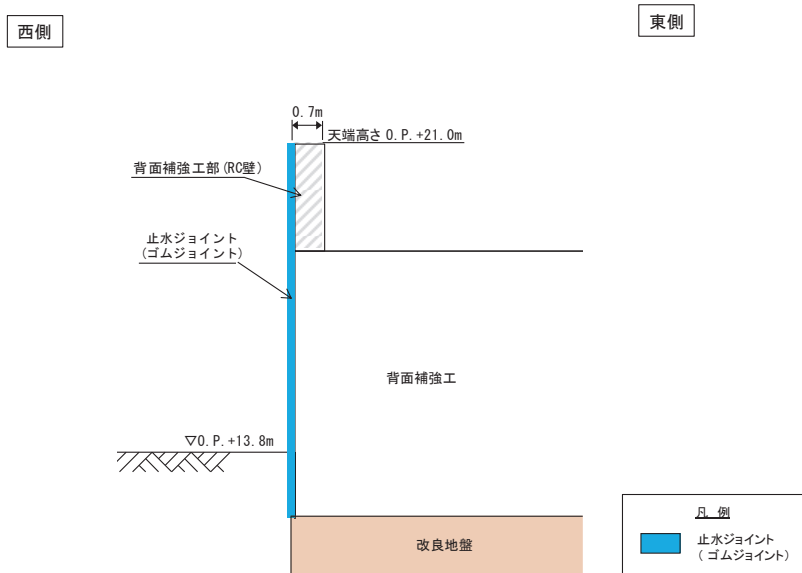 西側
東側
0.7m
天端高さ O.P.+21.0m
背面補強工部(RC壁)
止水ジョイント
(ゴムジョイント)
背面補強工
▽O.P.+13.8m
改良地盤
凡 例
止水ジョイント
( ゴムジョイント)